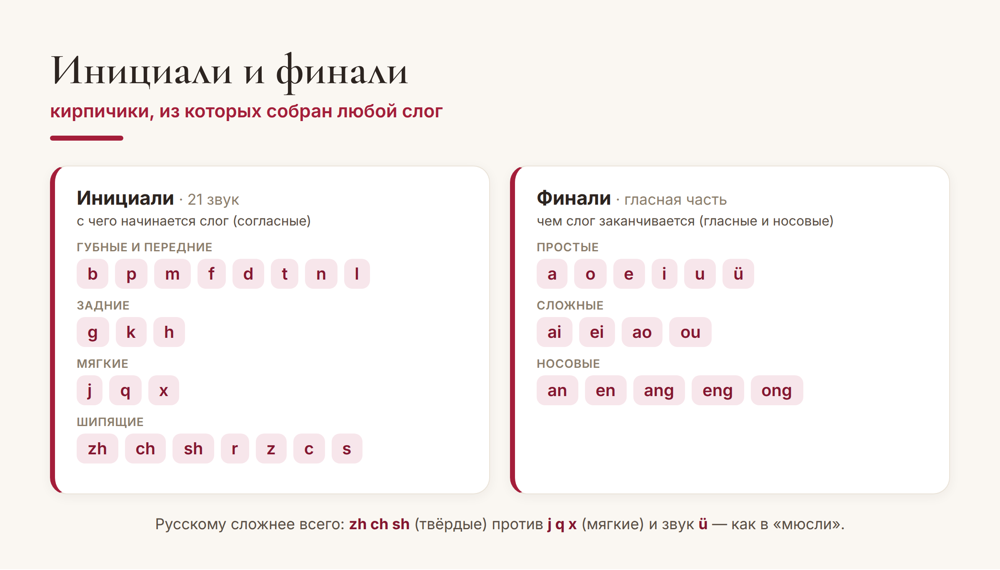 Инициали и финали
кирпичики, из которых собран любой слог
Инициали · 21 звук
с чего начинается слог (согласные)
ГУБНЫЕ И ПЕРЕДНИЕ
b p m f d t n l
ЗАДНИЕ
g k h
МЯГКИЕ
j q x
ШИПЯЩИЕ
zh ch sh r z c s
Финали · гласная часть
чем слог заканчивается (гласные и носовые)
ПРОСТЫЕ
a o e i u ü
СЛОЖНЫЕ
ai ei ao ou
НОСОВЫЕ
an en ang eng ong
Русскому сложнее всего: zh ch sh (твёрдые) против j q x (мягкие) и звук ü — как в «мюсли».